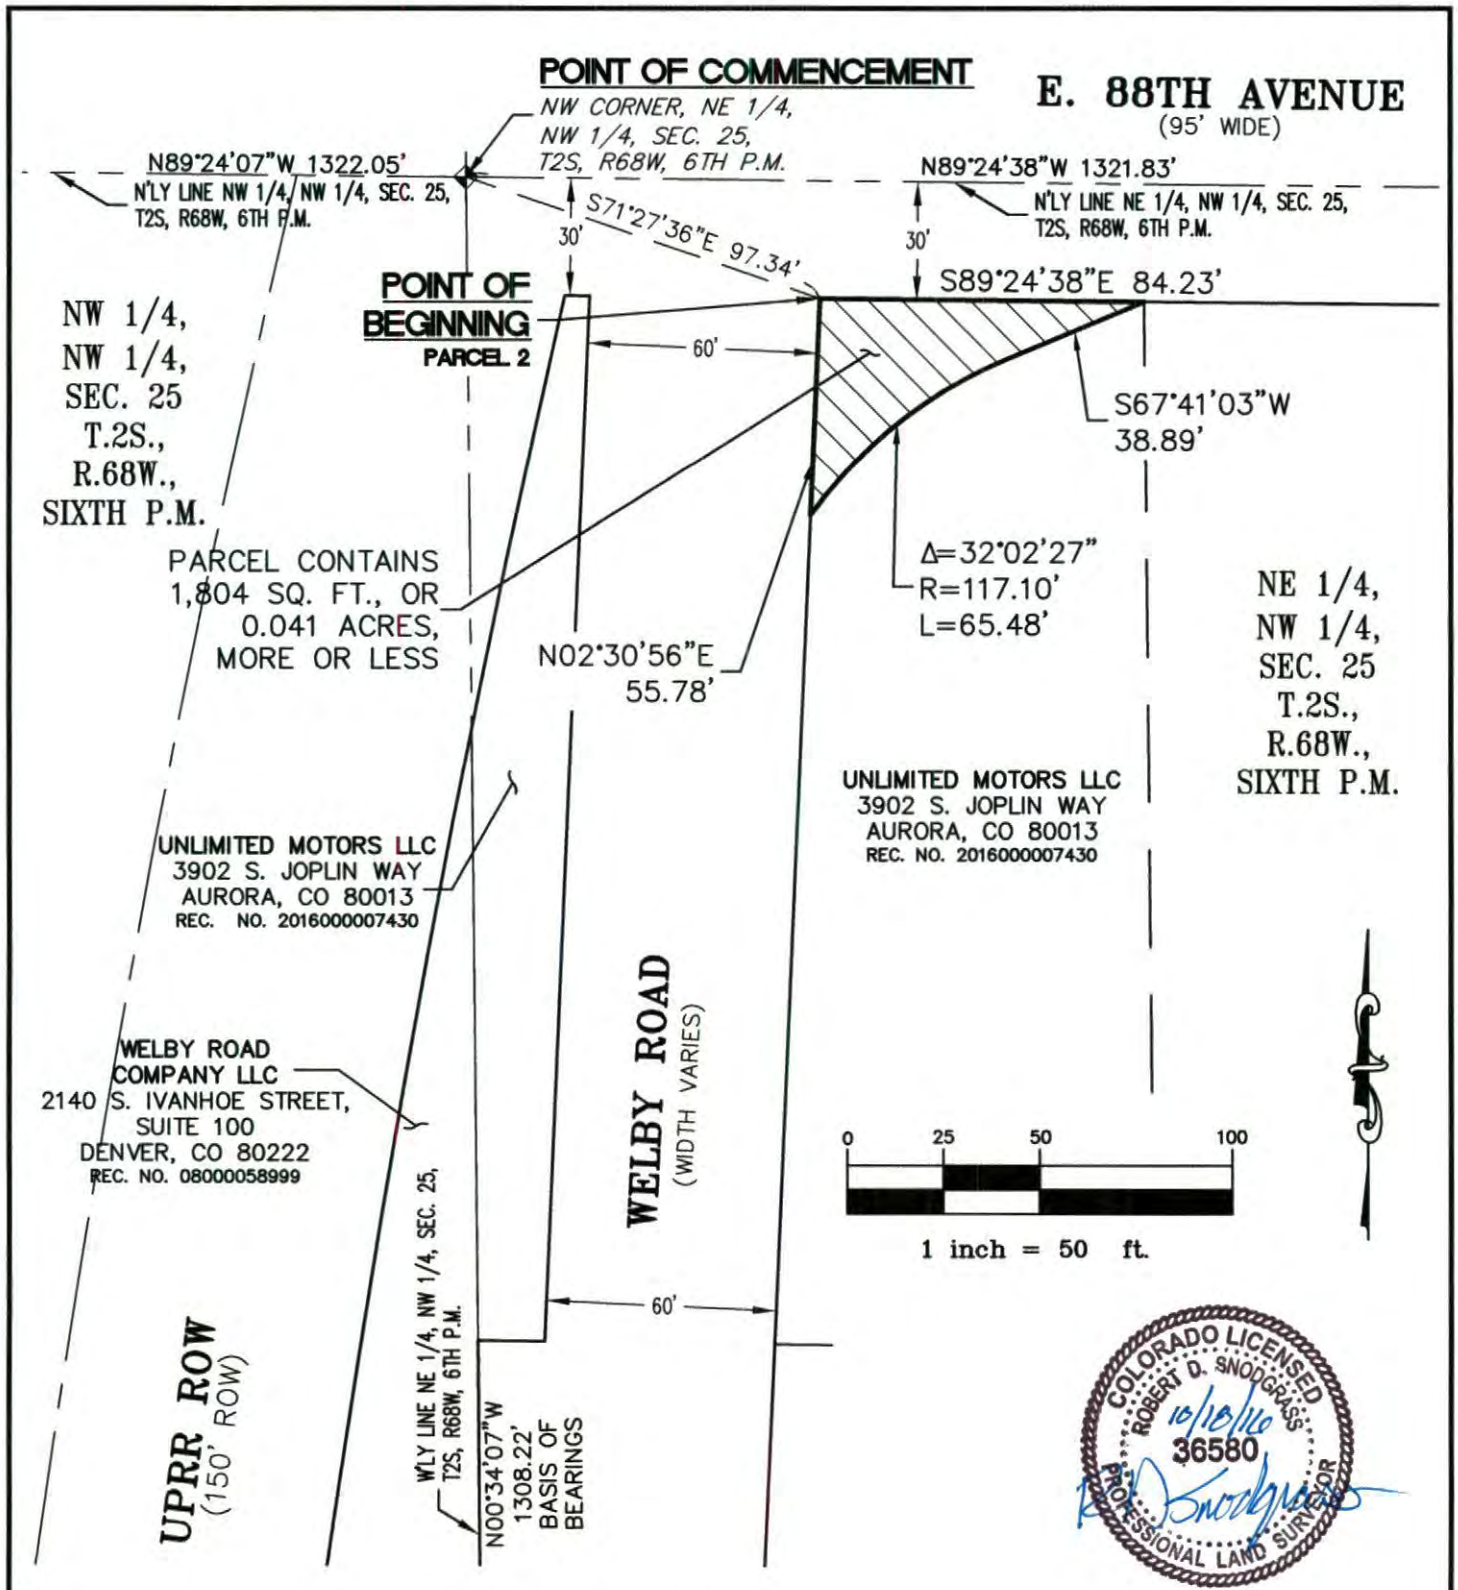 POINT OF COMMENCEMENT
NW CORNER, NE 1/4,
NW 1/4, SEC. 25,
T2S, R68W, 6TH P.M.
E. 88TH AVENUE
(95' WIDE)
N89°24'07"W 1322.05'
N'LY LINE NW 1/4, NW 1/4, SEC. 25,
T2S, R68W, 6TH P.M.
N89°24'38"W 1321.83'
N'LY LINE NE 1/4, NW 1/4, SEC. 25,
T2S, R68W, 6TH P.M.
S71°27'36"E 97.34'
30'
30'
S89°24'38"E 84.23'
POINT OF
BEGINNING
PARCEL 2
60'
NW 1/4,
NW 1/4,
SEC. 25
T.2S.,
R.68W.,
SIXTH P.M.
S67°41'03"W
38.89'
PARCEL CONTAINS
1,804 SQ. FT., OR
0.041 ACRES,
MORE OR LESS
Δ=32°02'27"
R=117.10'
L=65.48'
N02°30'56"E
55.78'
NE 1/4,
NW 1/4,
SEC. 25
T.2S.,
R.68W.,
SIXTH P.M.
UNLIMITED MOTORS LLC
3902 S. JOPLIN WAY
AURORA, CO 80013
REC. NO. 2016000007430
UNLIMITED MOTORS LLC
3902 S. JOPLIN WAY
AURORA, CO 80013
REC. NO. 2016000007430
WELBY ROAD
(WIDTH VARIES)
WELBY ROAD
COMPANY LLC
2140 S. IVANHOE STREET,
SUITE 100
DENVER, CO 80222
REC. NO. 08000058999
0 25 50 100
1 inch = 50 ft.
60'
W'LY LINE NE 1/4, NW 1/4, SEC. 25,
T2S, R68W, 6TH P.M.
N00°34'07"W
1308.22'
BASIS OF
BEARINGS
UPRR ROW
(150' ROW)
COLORADO LICENSED
ROBERT D. SNODGRASS
10/18/16
36580
PROFESSIONAL LAND SURVEYOR
R D Snodgrass